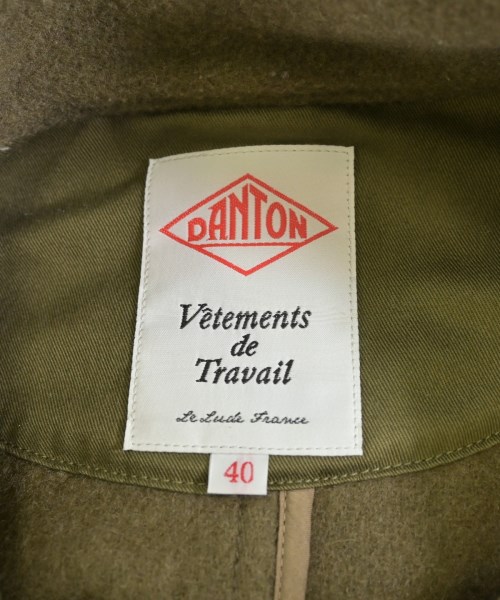 DANTON
Vêtements
de
Travail
Le Lude France
40